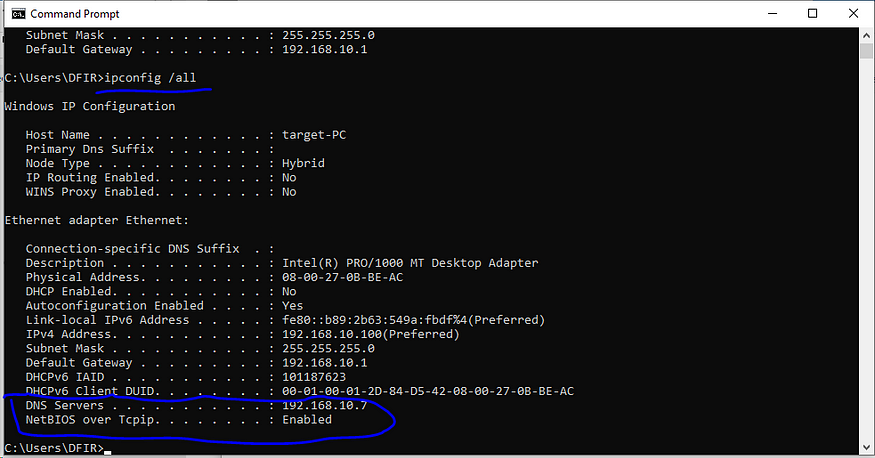 Command Prompt
Subnet Mask . . . . . . . . . . . : 255.255.255.0
Default Gateway . . . . . . . . . : 192.168.10.1
C:\Users\DFIR>ipconfig /all
Windows IP Configuration
Host Name . . . . . . . . . . . . : target-PC
Primary Dns Suffix  . . . . . . . :
Node Type . . . . . . . . . . . . : Hybrid
IP Routing Enabled. . . . . . . . : No
WINS Proxy Enabled. . . . . . . . : No
Ethernet adapter Ethernet:
Connection-specific DNS Suffix  . :
Description . . . . . . . . . . . : Intel(R) PRO/1000 MT Desktop Adapter
Physical Address. . . . . . . . . : 08-00-27-0B-BE-AC
DHCP Enabled. . . . . . . . . . . : No
Autoconfiguration Enabled . . . . : Yes
Link-local IPv6 Address . . . . . : fe80::b89:2b63:549a:fbdf%4(Preferred)
IPv4 Address. . . . . . . . . . . : 192.168.10.100(Preferred)
Subnet Mask . . . . . . . . . . . : 255.255.255.0
Default Gateway . . . . . . . . . : 192.168.10.1
DHCPv6 IAID . . . . . . . . . . . : 101187623
DHCPv6 Client DUID. . . . . . . . : 00-01-00-01-2D-84-D5-42-08-00-27-0B-BE-AC
DNS Servers . . . . . . . . . . . : 192.168.10.7
NetBIOS over Tcpip. . . . . . . . : Enabled
C:\Users\DFIR>